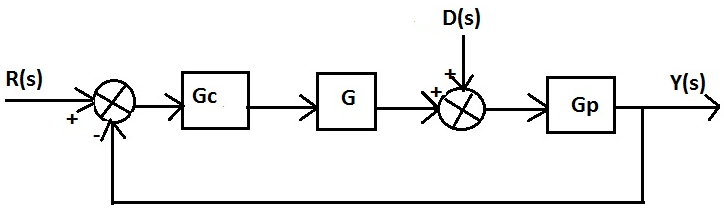 D(s)
R(s)
Gc
G
Gp
Y(s)
+
-
+
+